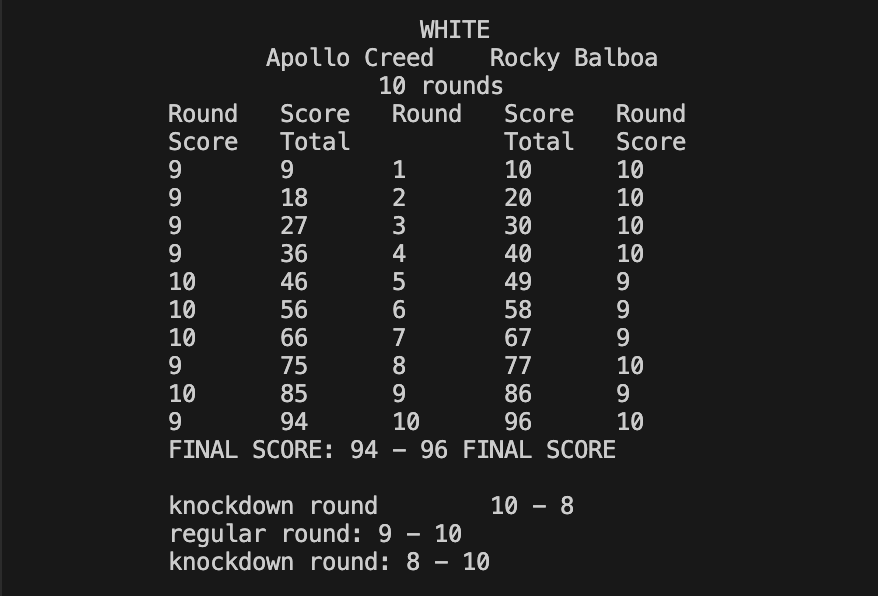 WHITE
Apollo Creed Rocky Balboa
10 rounds
Round Score Round Score Round
Score Total Total Score
9 9 1 10 10
9 18 2 20 10
9 27 3 30 10
9 36 4 40 10
10 46 5 49 9
10 56 6 58 9
10 66 7 67 9
9 75 8 77 10
10 85 9 86 9
9 94 10 96 10
FINAL SCORE: 94 - 96 FINAL SCORE
knockdown round 10 - 8
regular round: 9 - 10
knockdown round: 8 - 10